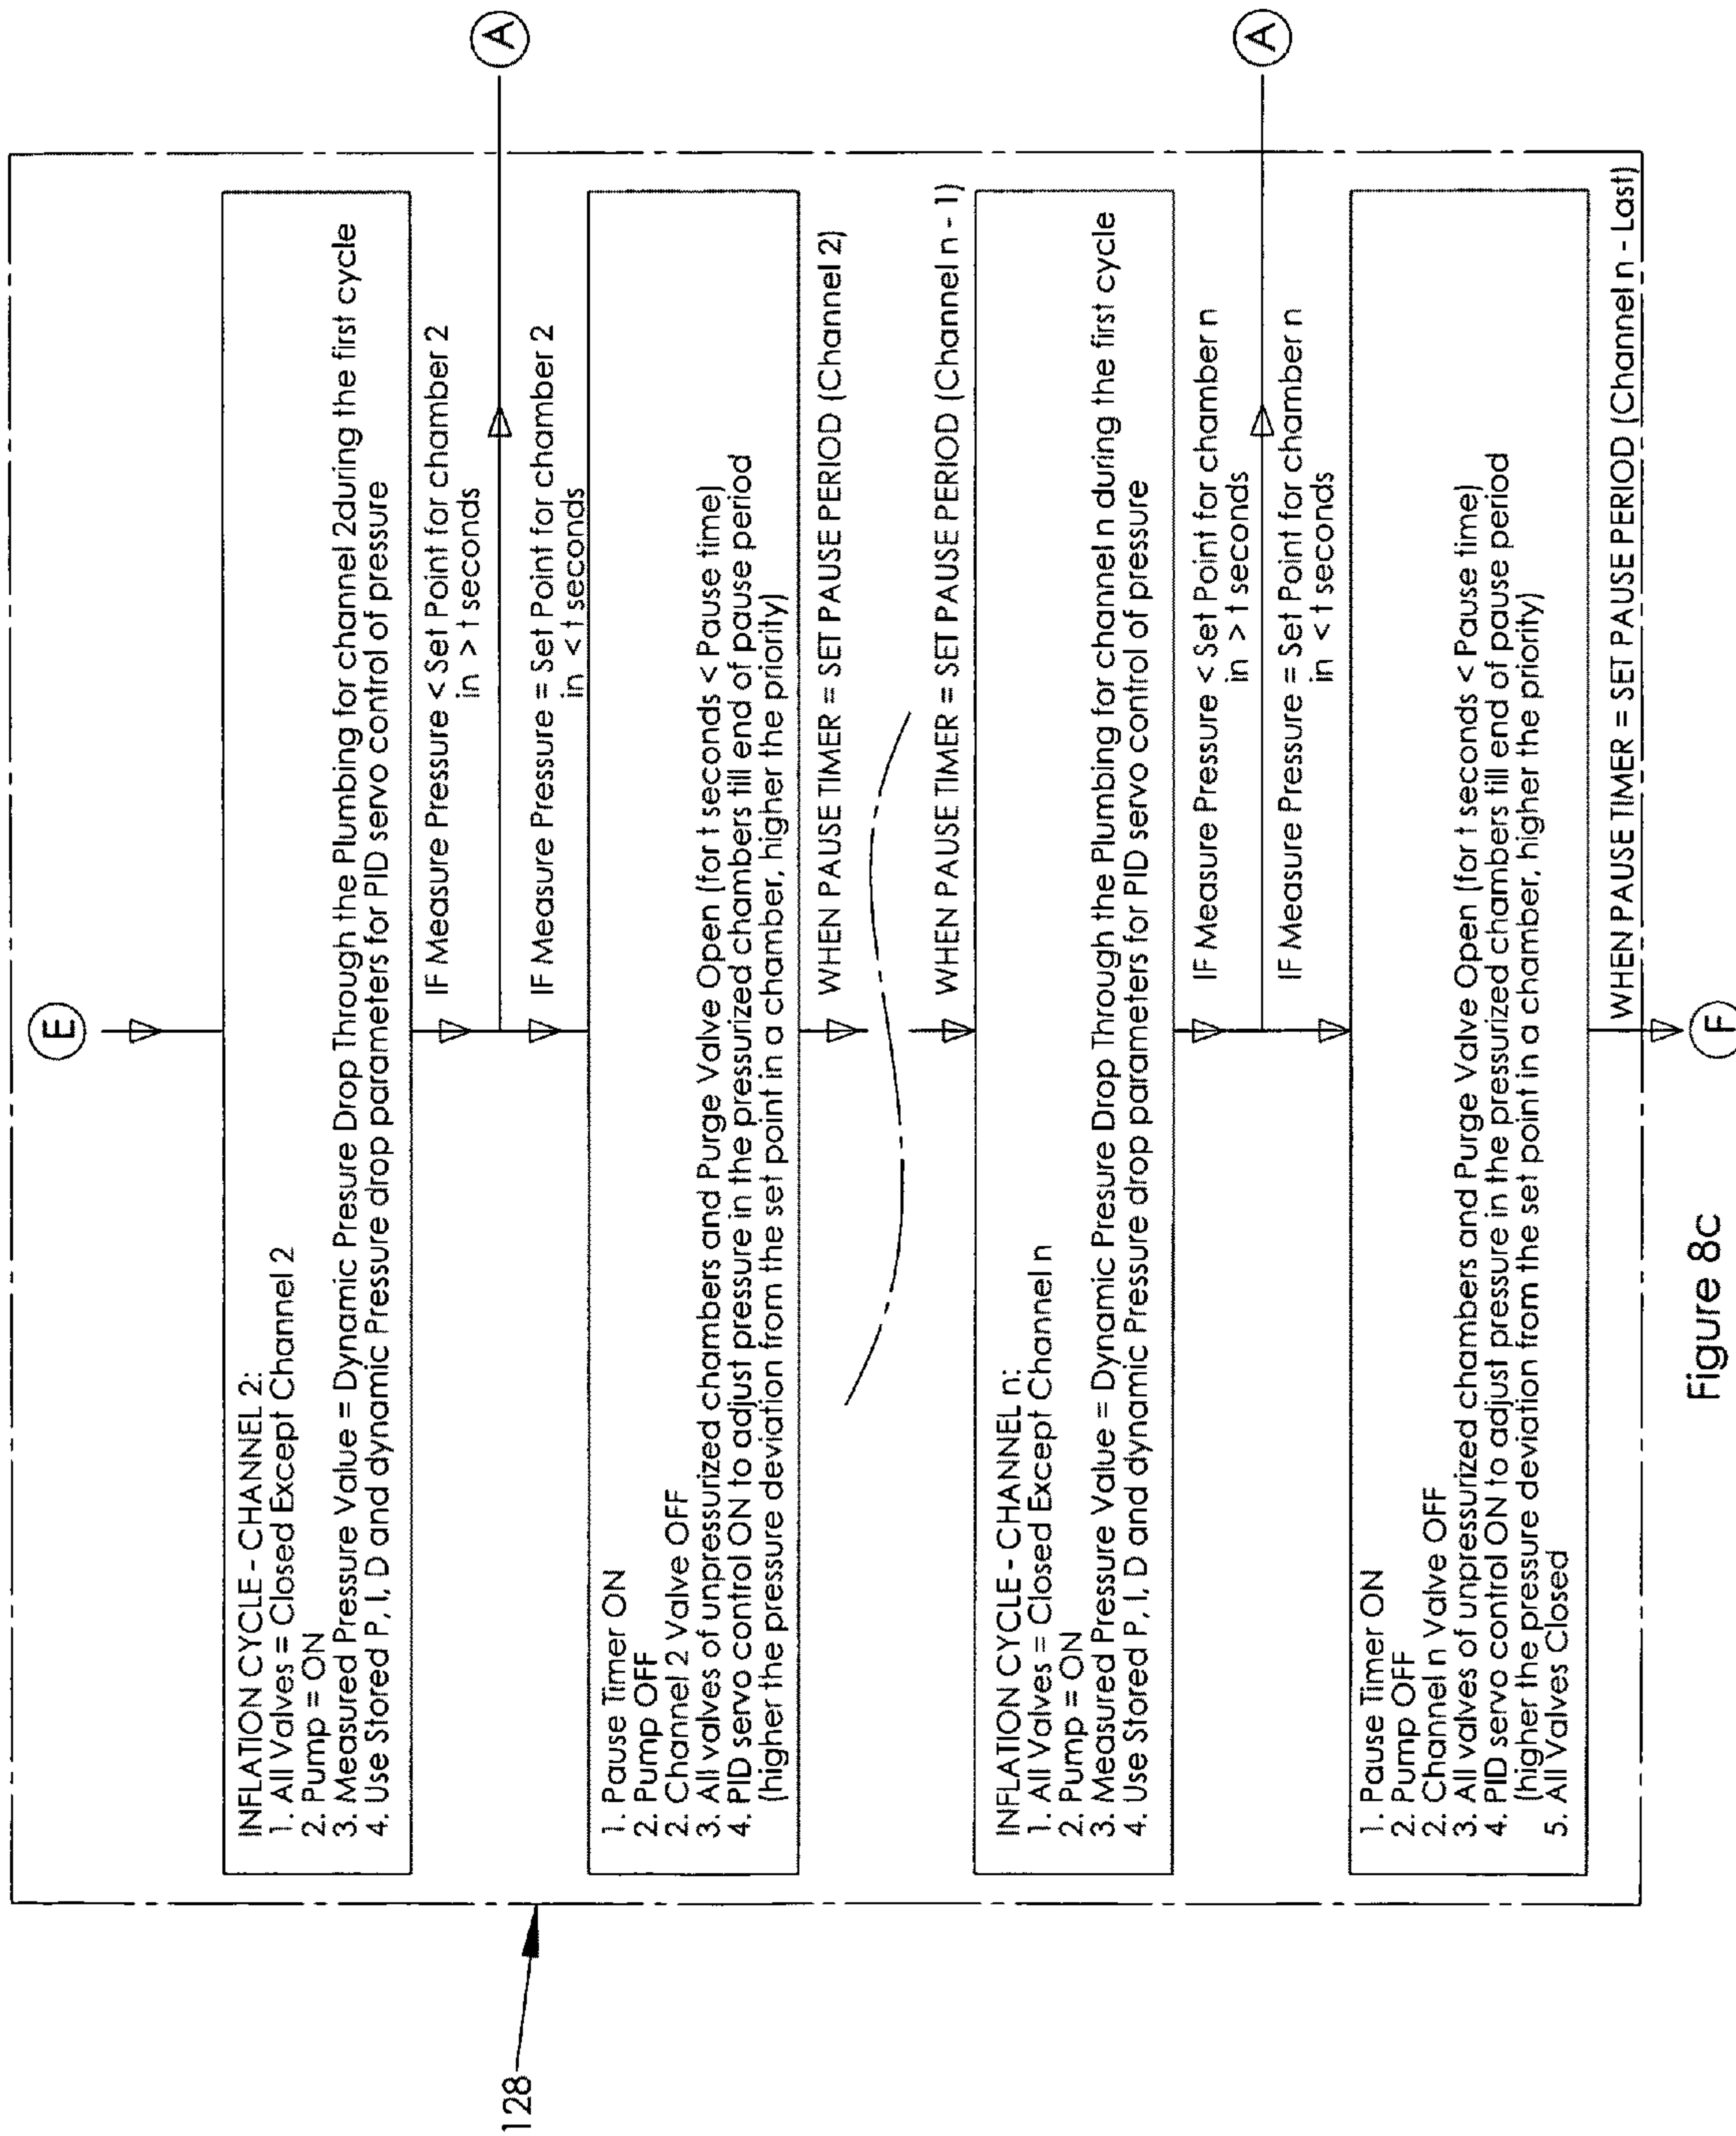 E
INFLATION CYCLE - CHANNEL 2:
1. All Valves = Closed Except Channel 2
2. Pump = ON
3. Measured Pressure Value = Dynamic Presure Drop Through the Plumbing for channel 2during the first cycle
4. Use Stored P, I, D and dynamic Pressure drop parameters for PID servo control of pressure
IF Measure Pressure < Set Point for chamber 2
in > t seconds
A
IF Measure Pressure = Set Point for chamber 2
in < t seconds
128
1. Pause Timer ON
2. Pump OFF
2. Channel 2 Valve OFF
3. All valves of unpressurized chambers and Purge Valve Open (for t seconds < Pause time)
4. PID servo control ON to adjust pressure in the pressurized chambers till end of pause period
(higher the pressure deviation from the set point in a chamber, higher the priority)
WHEN PAUSE TIMER = SET PAUSE PERIOD (Channel 2)
WHEN PAUSE TIMER = SET PAUSE PERIOD (Channel n - 1)
INFLATION CYCLE - CHANNEL n:
1. All Valves = Closed Except Channel n
2. Pump = ON
3. Measured Pressure Value = Dynamic Presure Drop Through the Plumbing for channel n during the first cycle
4. Use Stored P, I, D and dynamic Pressure drop parameters for PID servo control of pressure
IF Measure Pressure < Set Point for chamber n
in > t seconds
A
IF Measure Pressure = Set Point for chamber n
in < t seconds
1. Pause Timer ON
2. Pump OFF
2. Channel n Valve OFF
3. All valves of unpressurized chambers and Purge Valve Open (for t seconds < Pause time)
4. PID servo control ON to adjust pressure in the pressurized chambers till end of pause period
(higher the pressure deviation from the set point in a chamber, higher the priority)
5. All Valves Closed
WHEN PAUSE TIMER = SET PAUSE PERIOD (Channel n - Last)
F
Figure 8c